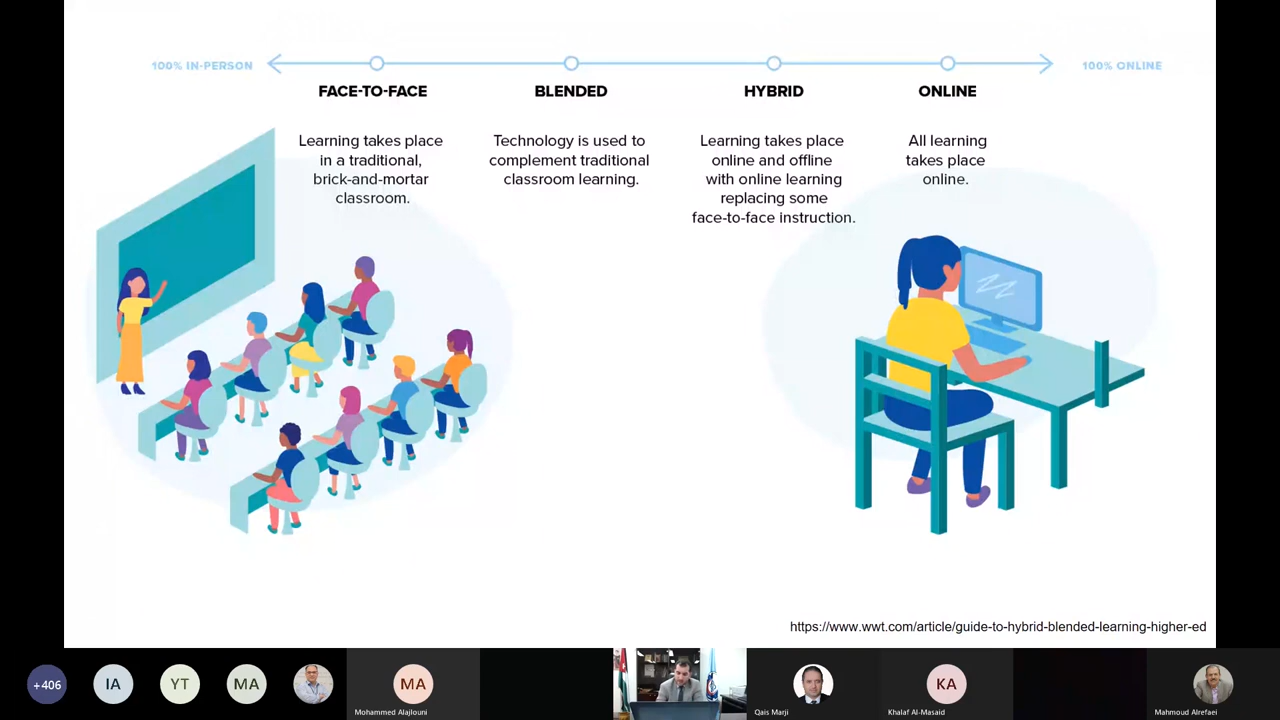 100% IN-PERSON
100% ONLINE
FACE-TO-FACE
Learning takes place
in a traditional,
brick-and-mortar
classroom.
BLENDED
Technology is used to
complement traditional
classroom learning.
HYBRID
Learning takes place
online and offline
with online learning
replacing some
face-to-face instruction.
ONLINE
All learning
takes place
online.
https://www.wwt.com/article/guide-to-hybrid-blended-learning-higher-ed
+406
IA
YT
MA
MA
Mohammed Alajlouni
Qais Marji
KA
Khalaf Al-Masaid
Mahmoud Alrefaei